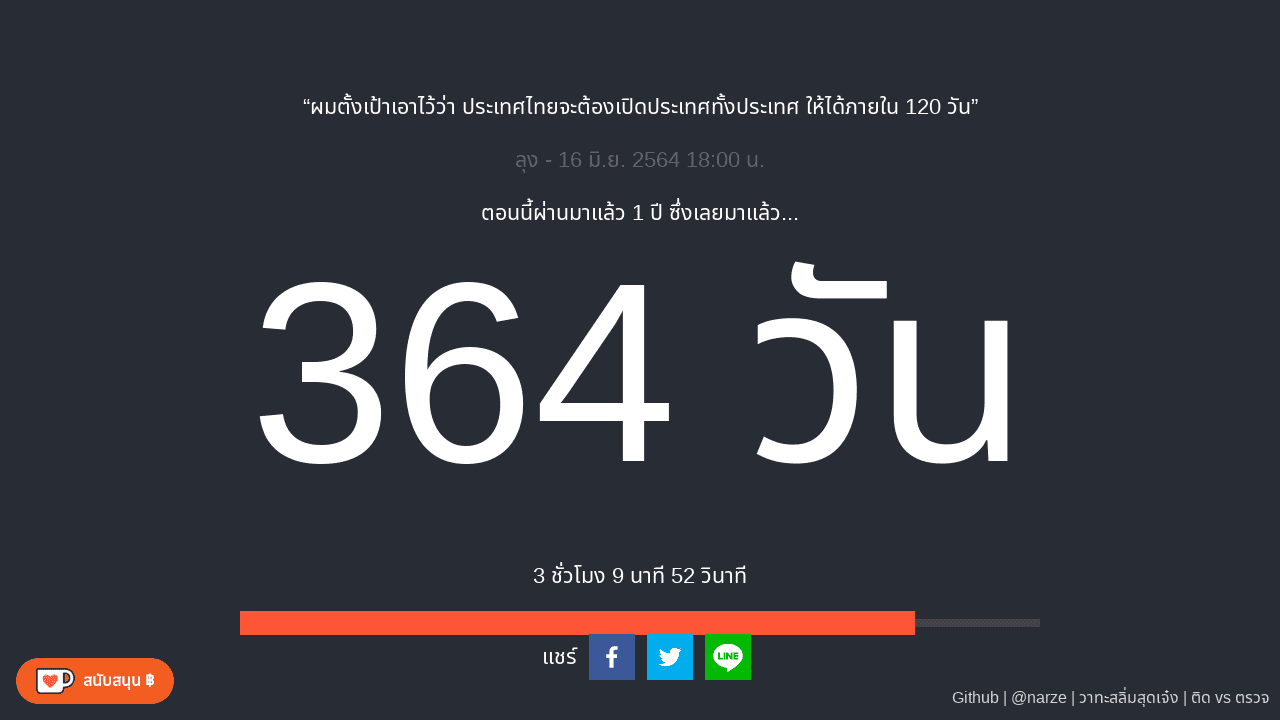 “ผมตั้งเป้าเอาไว้ว่า ประเทศไทยจะต้องเปิดประเทศทั้งประเทศ ให้ได้ภายใน 120 วัน”
ลุง - 16 มิ.ย. 2564 18:00 น.
ตอนนี้ผ่านมาแล้ว 1 ปี ซึ่งเลยมาแล้ว...
364 วัน
3 ชั่วโมง 9 นาที 52 วินาที
แชร์
LINE
สนับสนุน ฿
Github | @narze | วาทะสลิ่มสุดเจ๋ง | ติด vs ตรวจ